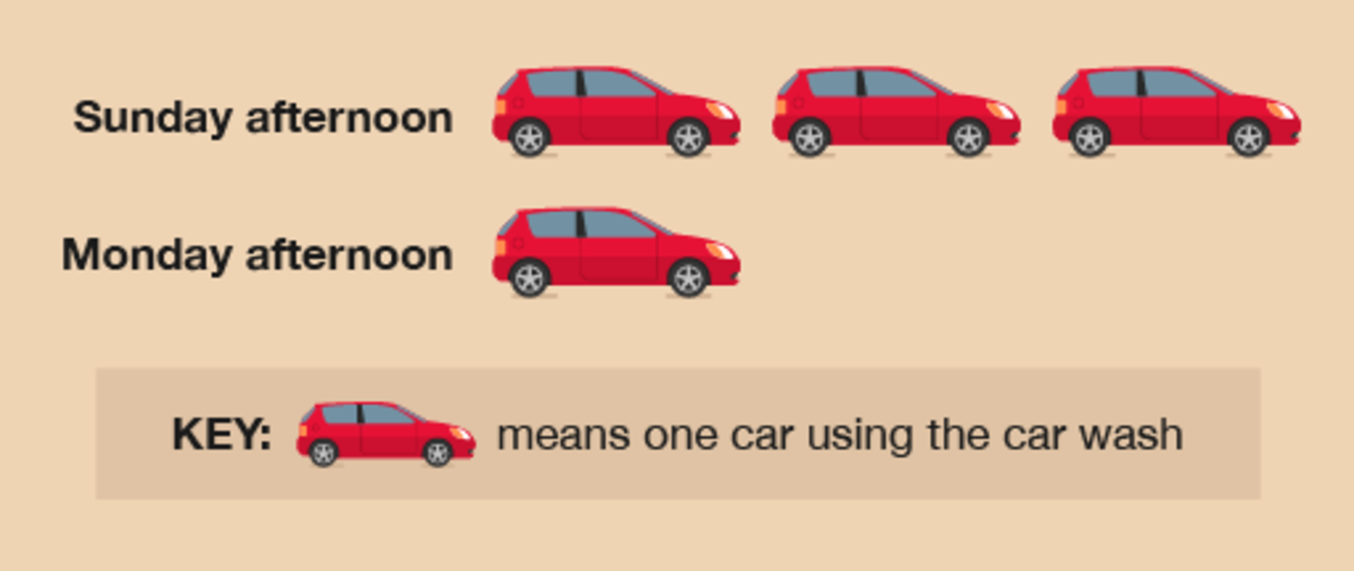 Sunday afternoon
Monday afternoon
KEY: means one car using the car wash